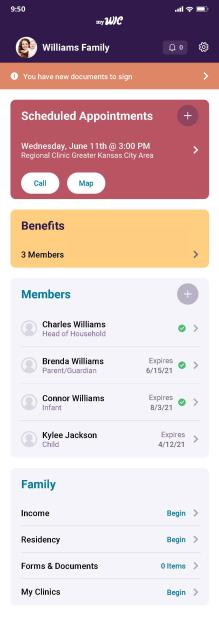 9:50
my WIC
Williams Family
0
You have new documents to sign
Scheduled Appointments
Wednesday, June 11th @ 3:00 PM
Regional Clinic Greater Kansas City Area
Call
Map
Benefits
3 Members
Members
Charles Williams
Head of Household
Brenda Williams
Parent/Guardian
Expires
6/15/21
Connor Williams
Infant
Expires
8/3/21
Kylee Jackson
Child
Expires
4/12/21
Family
Income
Begin
Residency
Begin
Forms & Documents
0 Items
My Clinics
Begin